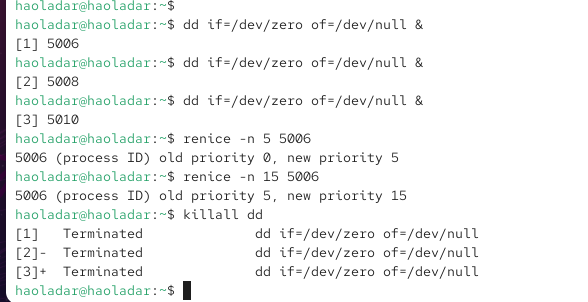 haoladar@haoladar:~$
haoladar@haoladar:~$ dd if=/dev/zero of=/dev/null &
[1] 5006
haoladar@haoladar:~$ dd if=/dev/zero of=/dev/null &
[2] 5008
haoladar@haoladar:~$ dd if=/dev/zero of=/dev/null &
[3] 5010
haoladar@haoladar:~$ renice -n 5 5006
5006 (process ID) old priority 0, new priority 5
haoladar@haoladar:~$ renice -n 15 5006
5006 (process ID) old priority 5, new priority 15
haoladar@haoladar:~$ killall dd
[1]   Terminated              dd if=/dev/zero of=/dev/null
[2]-  Terminated              dd if=/dev/zero of=/dev/null
[3]+  Terminated              dd if=/dev/zero of=/dev/null
haoladar@haoladar:~$